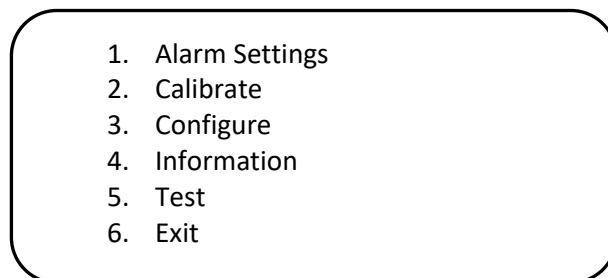 1. Alarm Settings
2. Calibrate
3. Configure
4. Information
5. Test
6. Exit